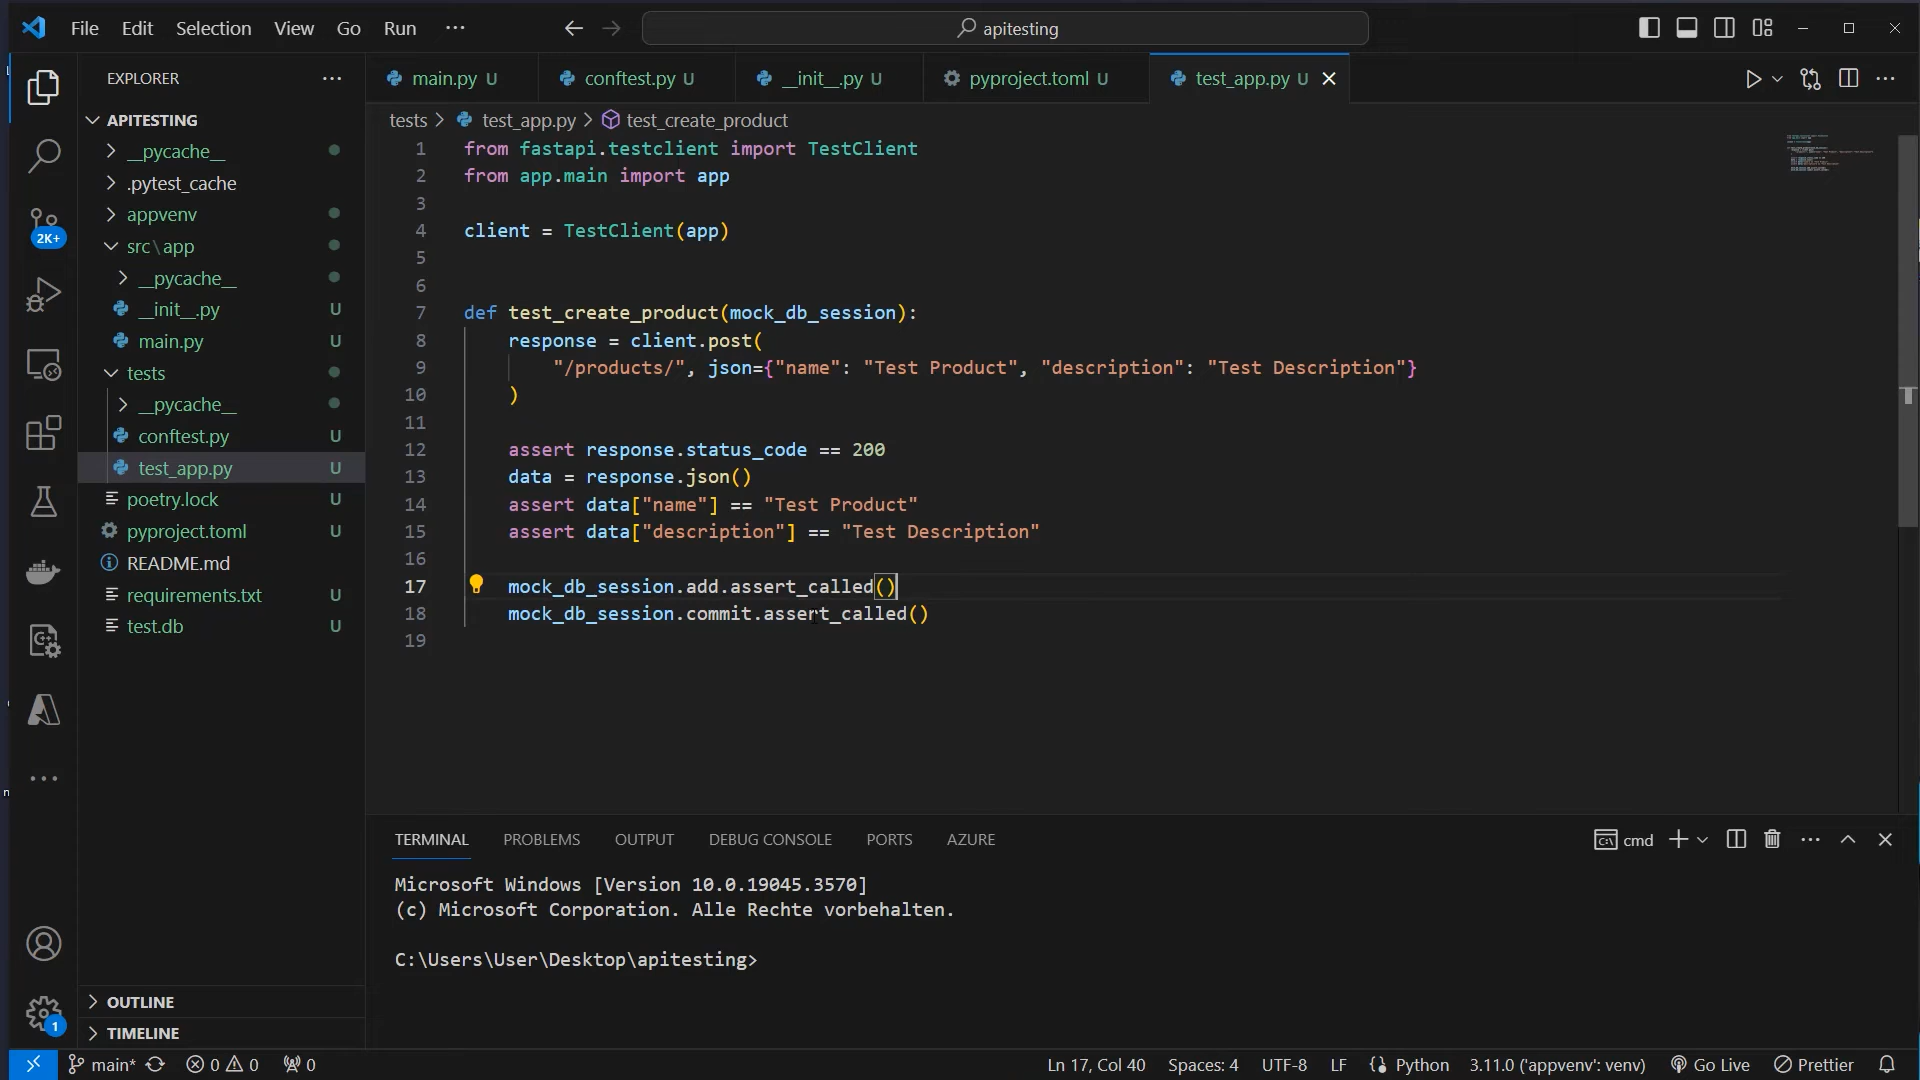 File Edit Selection View Go Run ··· apitesting
EXPLORER ···
APITESTING
__pycache__
.pytest_cache
appvenv
src\app
__pycache__
__init__.py U
main.py U
tests
__pycache__
conftest.py U
test_app.py U
poetry.lock U
pyproject.toml U
README.md
requirements.txt U
test.db U
OUTLINE
TIMELINE
2K+
1
main.py U conftest.py U __init__.py U pyproject.toml U test_app.py U
tests > test_app.py > test_create_product
1 from fastapi.testclient import TestClient
2 from app.main import app
3
4 client = TestClient(app)
5
6
7 def test_create_product(mock_db_session):
8 response = client.post(
9 "/products/", json={"name": "Test Product", "description": "Test Description"}
10 )
11
12 assert response.status_code == 200
13 data = response.json()
14 assert data["name"] == "Test Product"
15 assert data["description"] == "Test Description"
16
17 mock_db_session.add.assert_called()
18 mock_db_session.commit.assert_called()
19
TERMINAL PROBLEMS OUTPUT DEBUG CONSOLE PORTS AZURE cmd
Microsoft Windows [Version 10.0.19045.3570]
(c) Microsoft Corporation. Alle Rechte vorbehalten.
C:\Users\User\Desktop\apitesting>
main* 0 0 0 Ln 17, Col 40 Spaces: 4 UTF-8 LF Python 3.11.0 ('appvenv': venv) Go Live Prettier